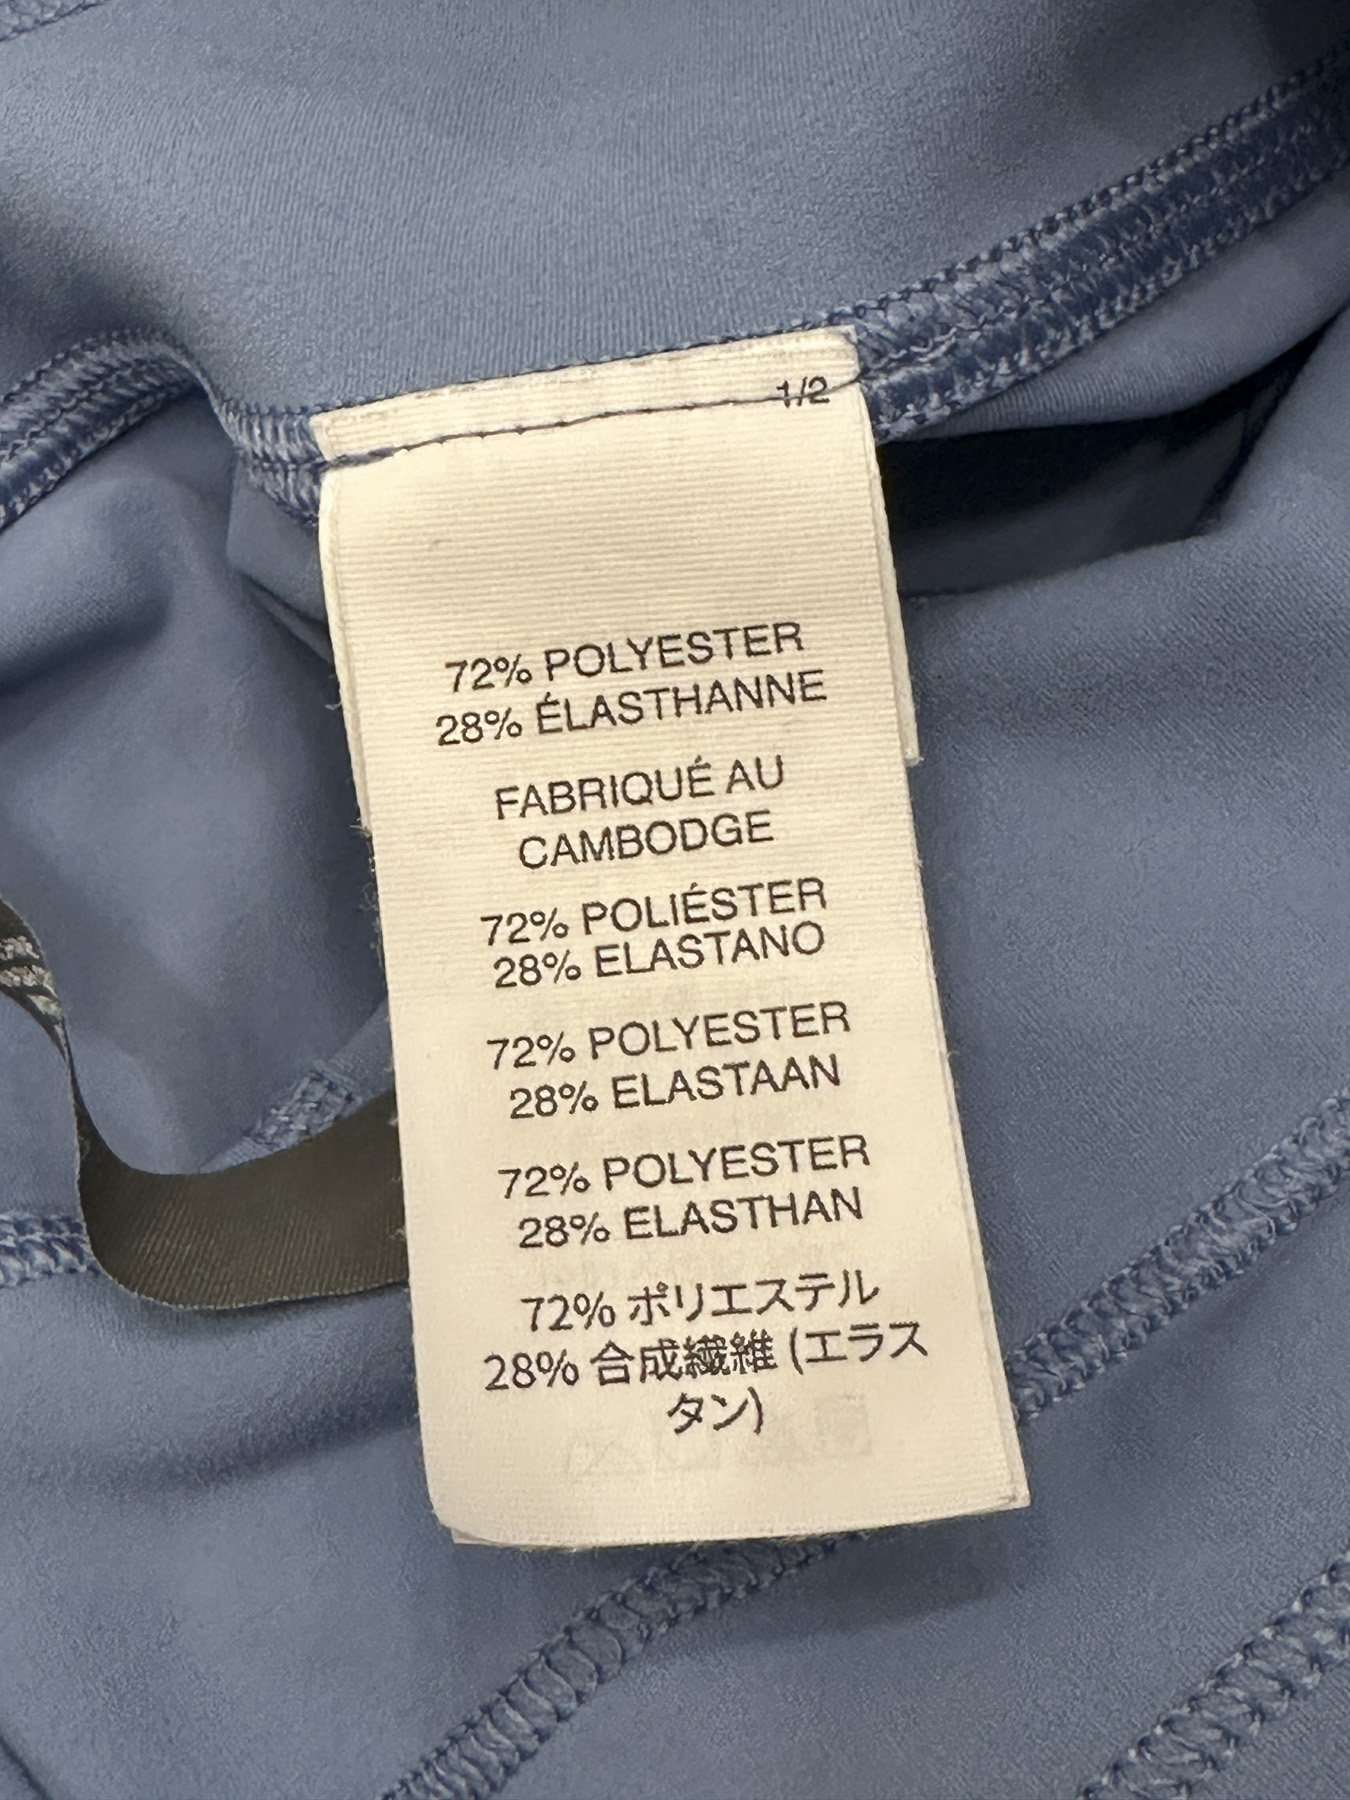 1/2
72% POLYESTER
28% ÉLASTHANNE
FABRIQUÉ AU
CAMBODGE
72% POLIÉSTER
28% ELASTANO
72% POLYESTER
28% ELASTAAN
72% POLYESTER
28% ELASTHAN
72% ポリエステル
28% 合成繊維 (エラス
タン)